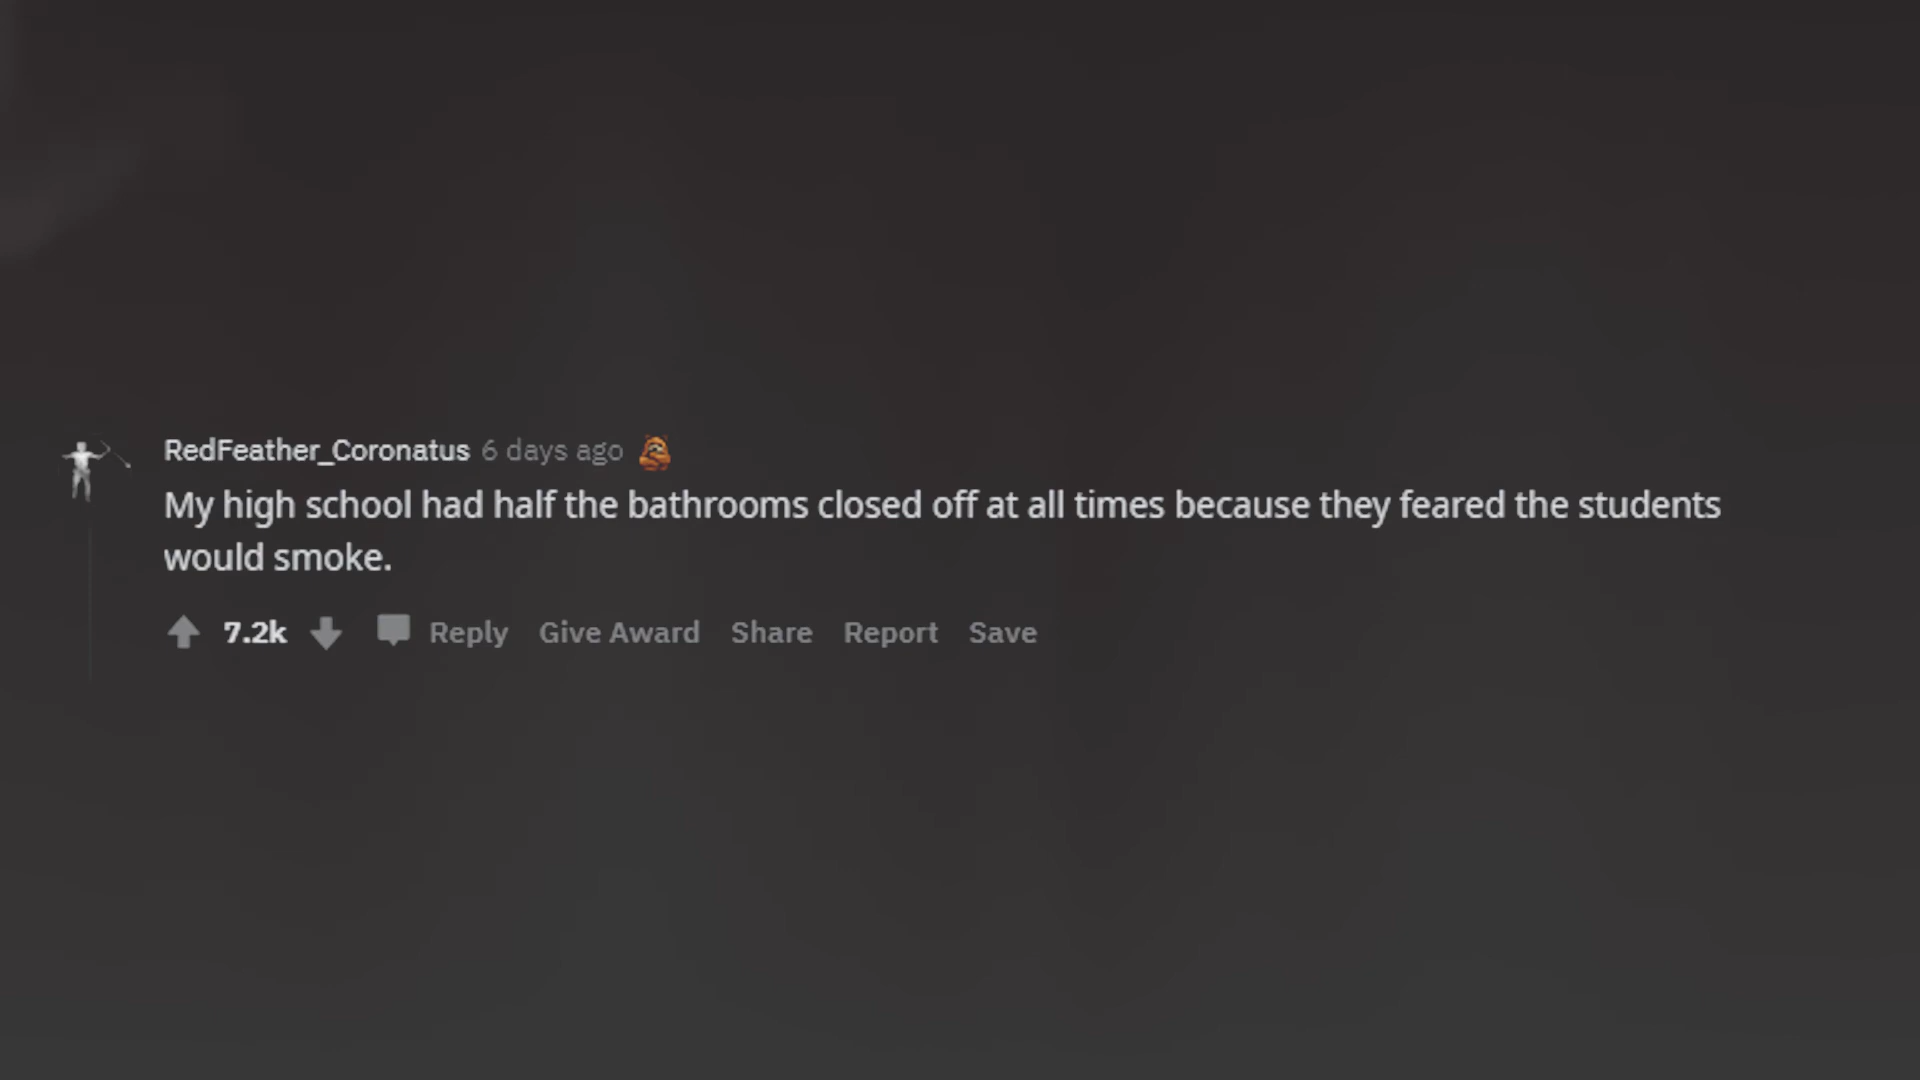 RedFeather_Coronatus 6 days ago
My high school had half the bathrooms closed off at all times because they feared the students
would smoke.
7.2k Reply Give Award Share Report Save